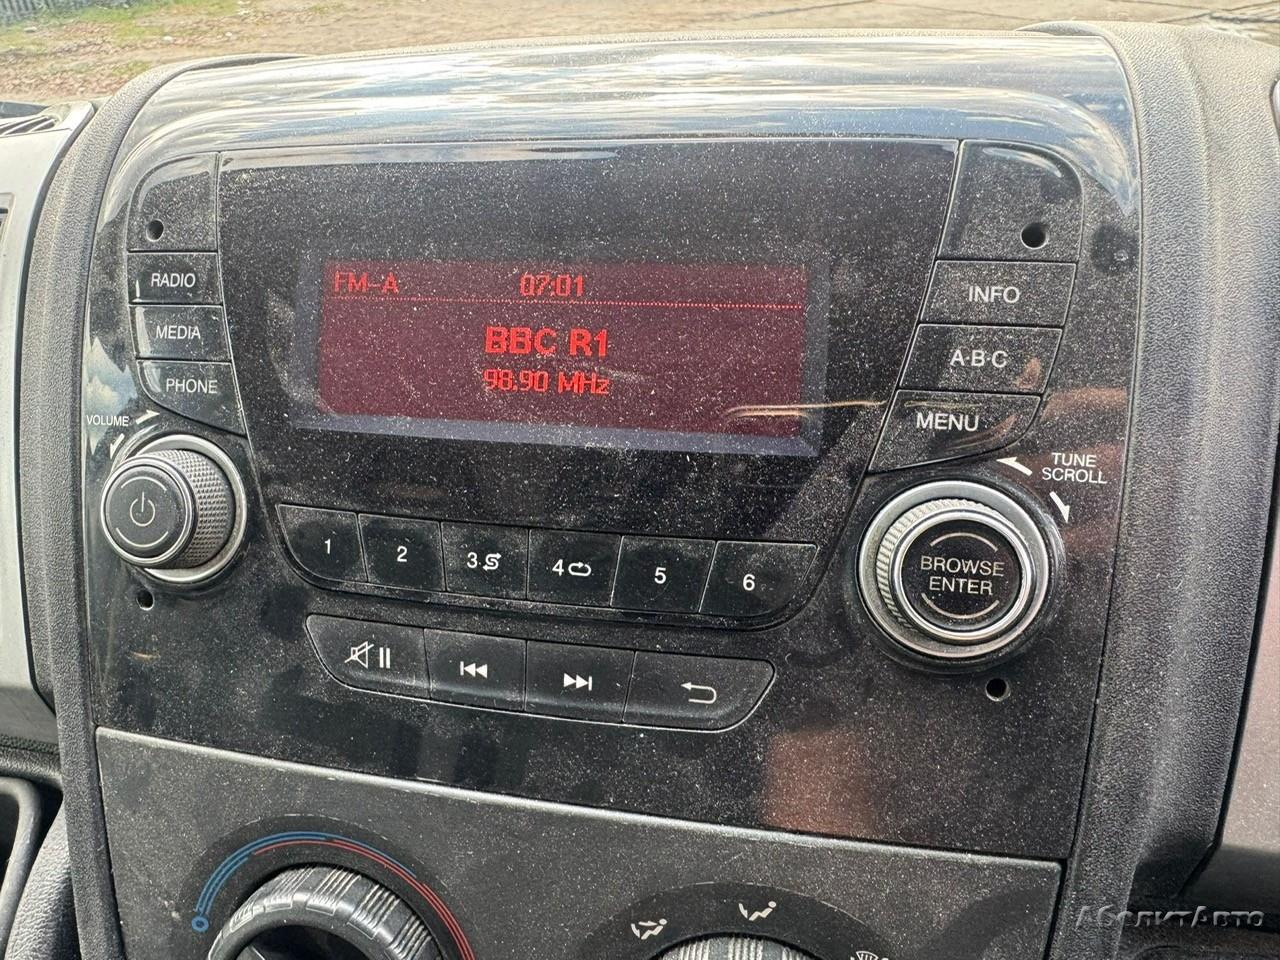 FM-A 07:01
BBC R1
98.90 MHz
RADIO
MEDIA
PHONE
VOLUME
INFO
A·B·C
MENU
TUNE
SCROLL
BROWSE
ENTER
1 2 3 4 5 6
АболитАвто